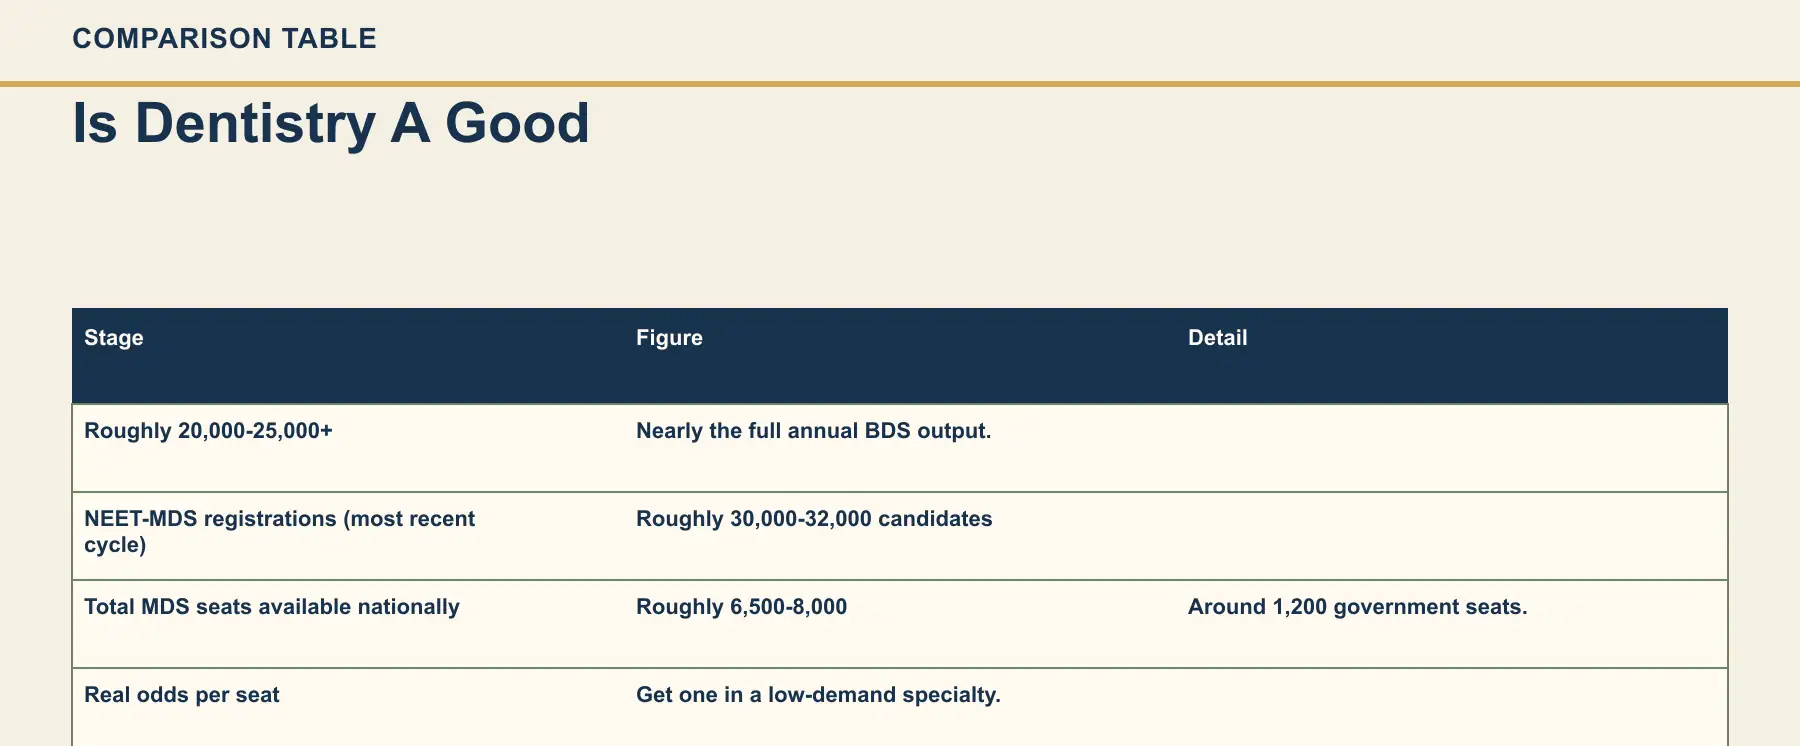 COMPARISON TABLE
Is Dentistry A Good
Stage Figure Detail
Roughly 20,000-25,000+ Nearly the full annual BDS output.
NEET-MDS registrations (most recent Roughly 30,000-32,000 candidates
cycle)
Total MDS seats available nationally Roughly 6,500-8,000 Around 1,200 government seats.
Real odds per seat Get one in a low-demand specialty.